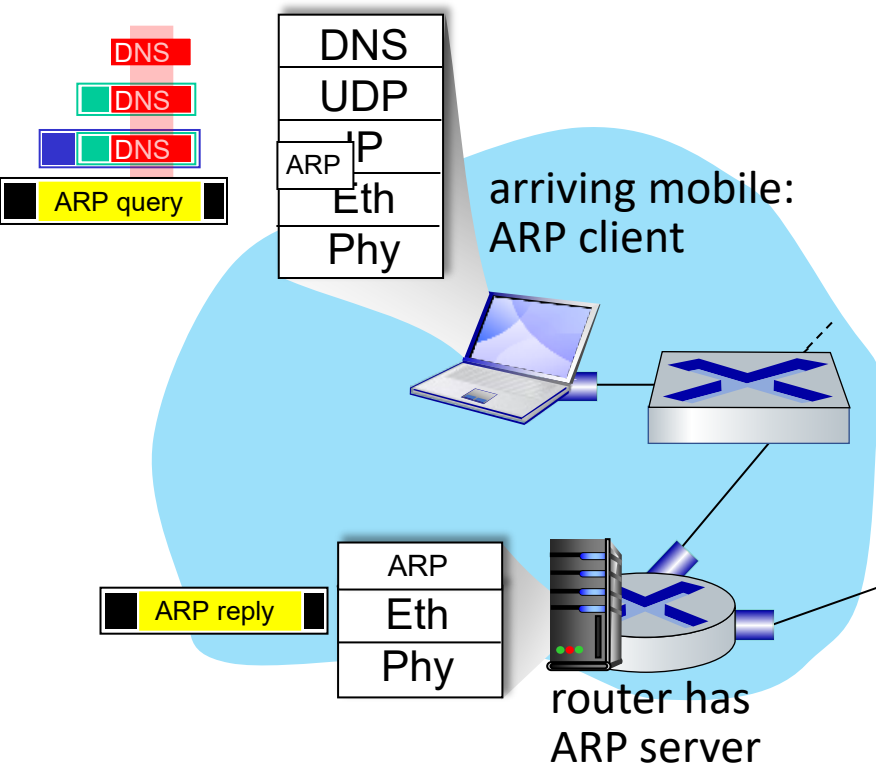 DNS
DNS
DNS
ARP query
DNS
UDP
IP
ARP
Eth
Phy
arriving mobile:
ARP client
ARP reply
ARP
Eth
Phy
router has
ARP server